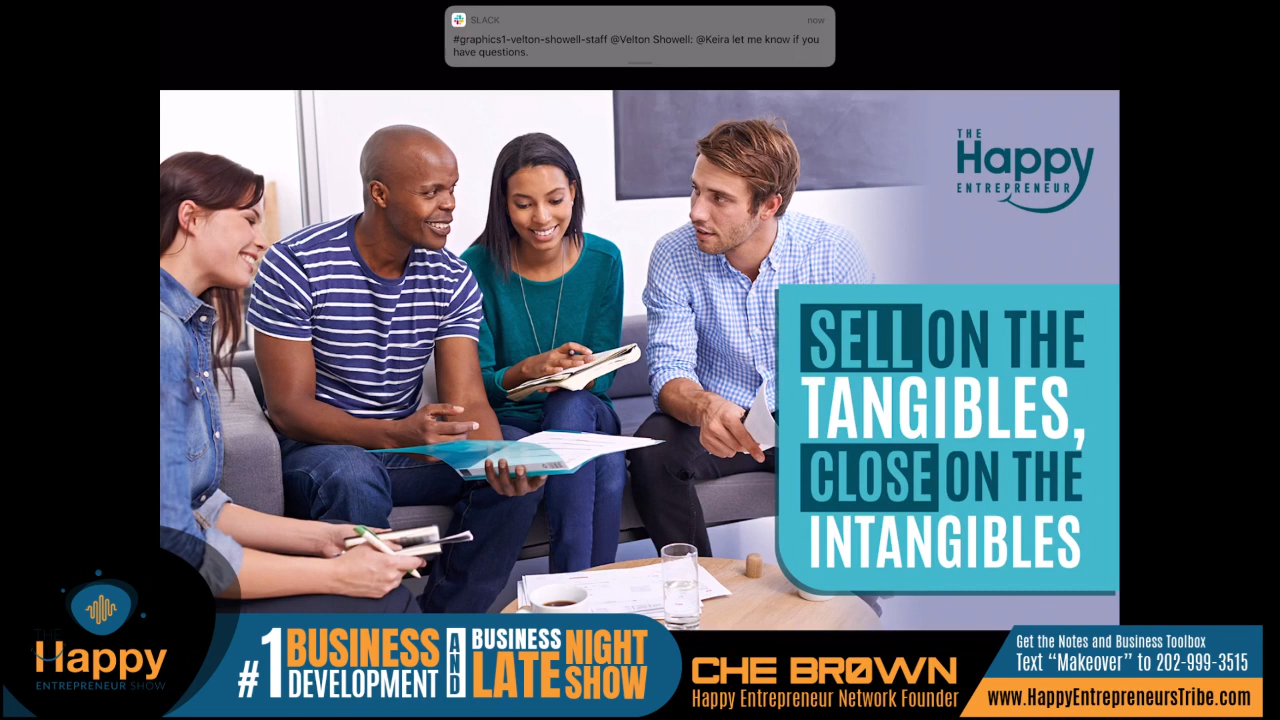 SLACK
now
#graphics1-velton-showell-staff @Velton Showell: @Keira let me know if you
have questions.
THE
Happy
ENTREPRENEUR
SELL ON THE
TANGIBLES,
CLOSE ON THE
INTANGIBLES
THE
Happy
ENTREPRENEUR SHOW
#1 BUSINESS DEVELOPMENT
AND
BUSINESS LATE NIGHT SHOW
CHE BROWN
Happy Entrepreneur Network Founder
Get the Notes and Business Toolbox
Text “Makeover” to 202-999-3515
www.HappyEntrepreneursTribe.com